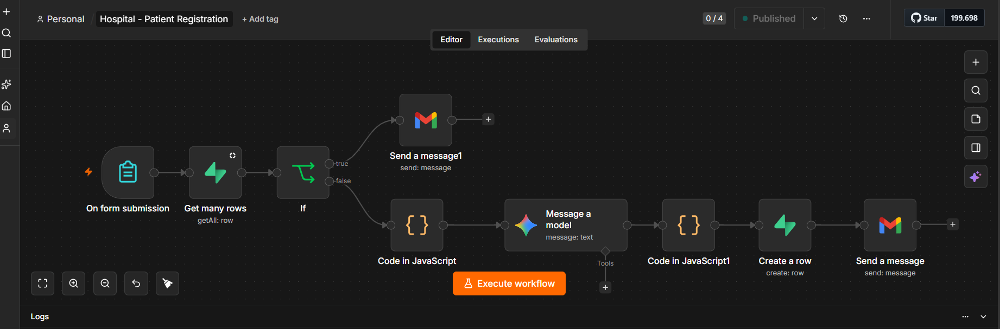 Personal / Hospital - Patient Registration + Add tag
0 / 4
Published
Star 199,698
Editor Executions Evaluations
Send a message1
send: message
true
false
On form submission
Get many rows
getAll: row
If
Message a
model
message: text
Code in JavaScript
Tools
Code in JavaScript1
Create a row
create: row
Send a message
send: message
Execute workflow
Logs